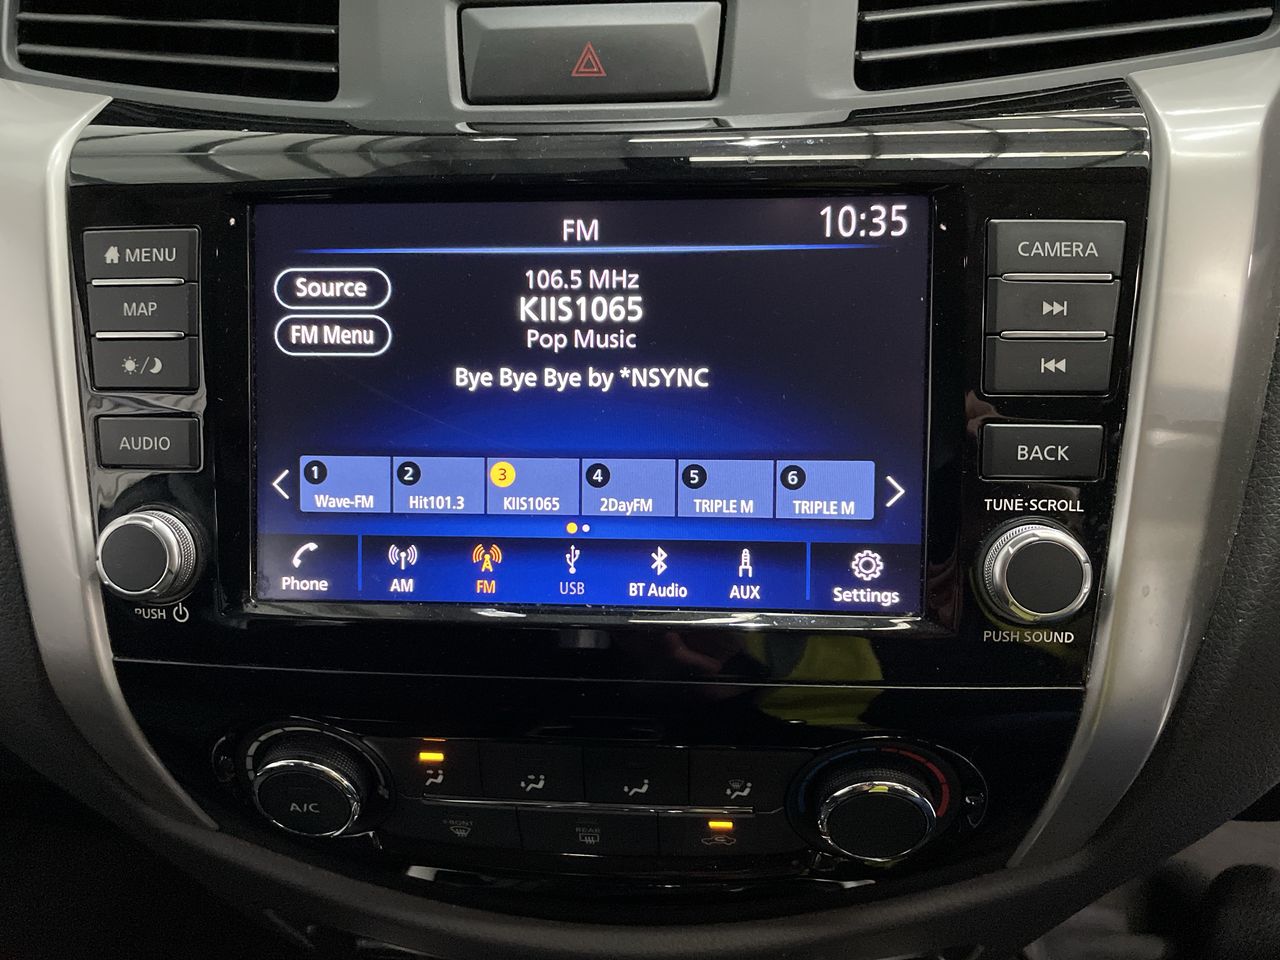 FM
10:35
MENU
MAP
AUDIO
PUSH
Source
FM Menu
106.5 MHz
KIIS1065
Pop Music
Bye Bye Bye by *NSYNC
1
Wave-FM
2
Hit101.3
3
KIIS1065
4
2DayFM
5
TRIPLE M
6
TRIPLE M
Phone
AM
FM
USB
BT Audio
AUX
Settings
CAMERA
BACK
TUNE·SCROLL
PUSH SOUND
A/C
FRONT
REAR